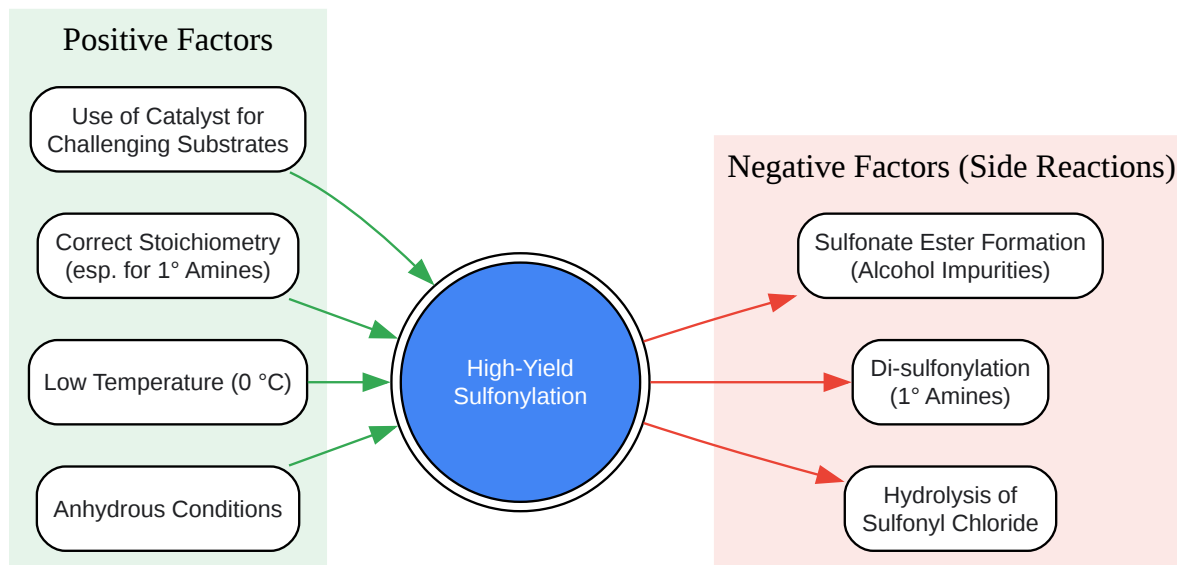 Positive Factors
Use of Catalyst for
Challenging Substrates
Correct Stoichiometry
(esp. for 1° Amines)
Low Temperature (0 °C)
Anhydrous Conditions
High-Yield
Sulfonylation
Negative Factors (Side Reactions)
Sulfonate Ester Formation
(Alcohol Impurities)
Di-sulfonylation
(1° Amines)
Hydrolysis of
Sulfonyl Chloride